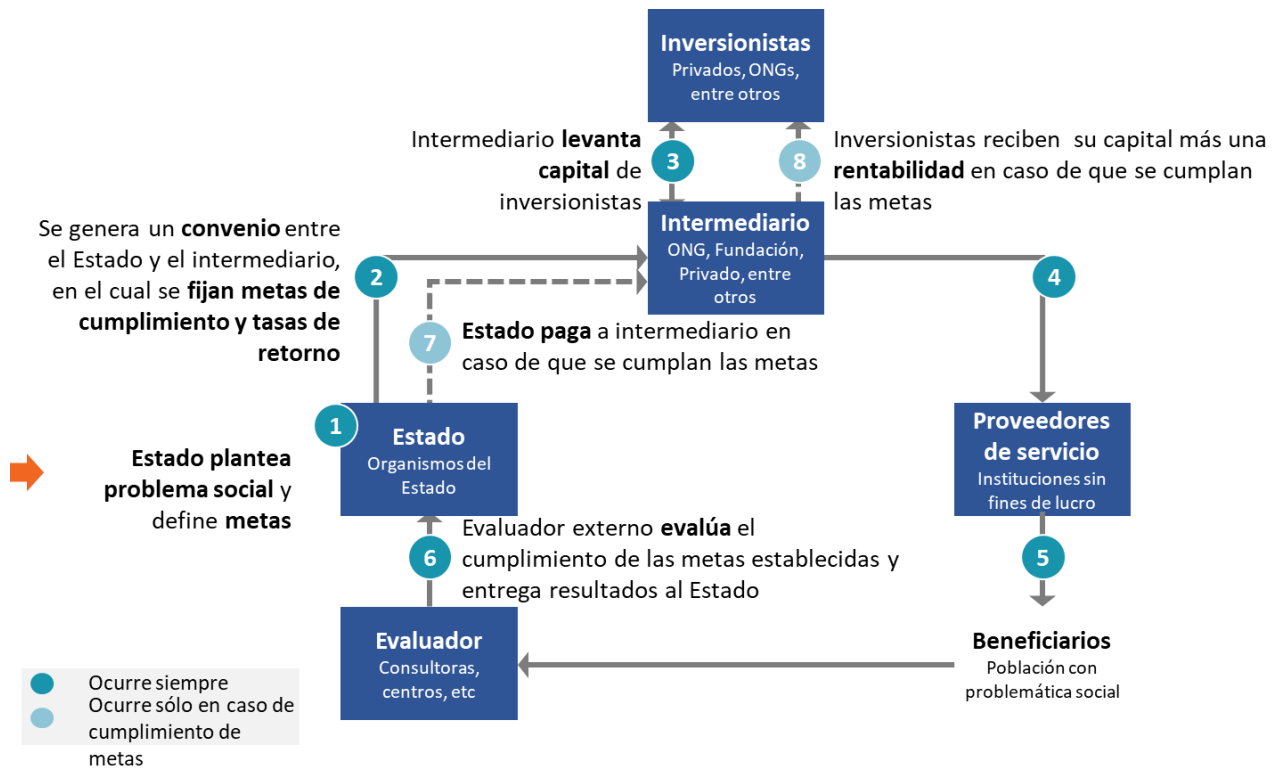 Inversionistas
Privados, ONGs,
entre otros
Intermediario levanta
capital de
inversionistas
3
8
Inversionistas reciben su capital más una
rentabilidad en caso de que se cumplan
las metas
Se genera un convenio entre
el Estado y el intermediario,
en el cual se fijan metas de
cumplimiento y tasas de
retorno
2
Intermediario
ONG, Fundación,
Privado, entre
otros
4
7
Estado paga a intermediario en
caso de que se cumplan las metas
1
Estado
Organismos del
Estado
Estado plantea
problema social y
define metas
Proveedores
de servicio
Instituciones sin
fines de lucro
6
Evaluador externo evalúa el
cumplimiento de las metas establecidas y
entrega resultados al Estado
5
Evaluador
Consultoras,
centros, etc
Beneficiarios
Población con
problemática social
Ocurre siempre
Ocurre sólo en caso de
cumplimiento de
metas